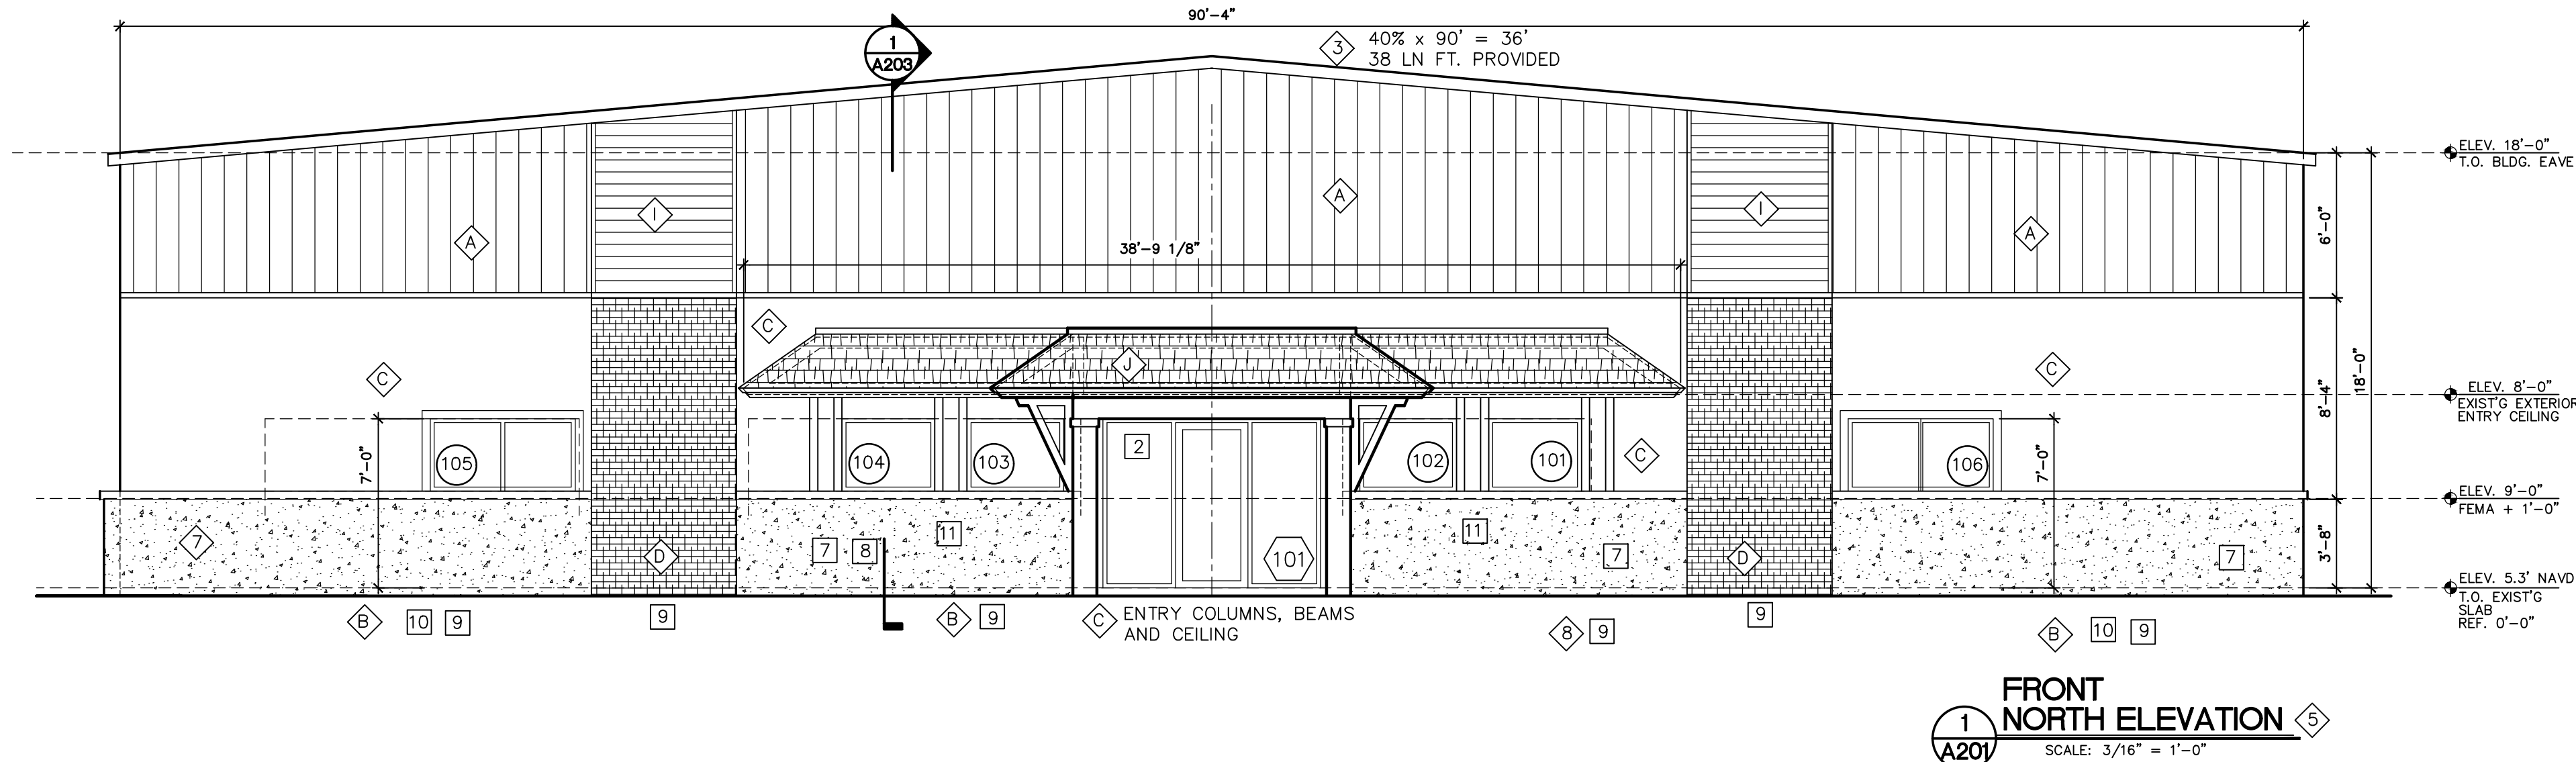 90'-4"
1
A203
3 40% x 90' = 36'
38 LN FT. PROVIDED
ELEV. 18'-0"
T.O. BLDG. EAVE
I
A
I
A
A
6'-0"
38'-9 1/8"
C
J
C
C
18'-0"
8'-4"
ELEV. 8'-0"
EXIST'G EXTERIOR
ENTRY CEILING
7'-0"
105
104
103
2
102
101
C
106
7'-0"
ELEV. 9'-0"
FEMA + 1'-0"
7
7
8
11
D
101
11
7
D
7
3'-8"
ELEV. 5.3' NAVD
T.O. EXIST'G
SLAB
REF. 0'-0"
B 10 9
9
B 9
C ENTRY COLUMNS, BEAMS
AND CEILING
8 9
9
B 10 9
FRONT
NORTH ELEVATION 5
1
A201
SCALE: 3/16" = 1'-0"